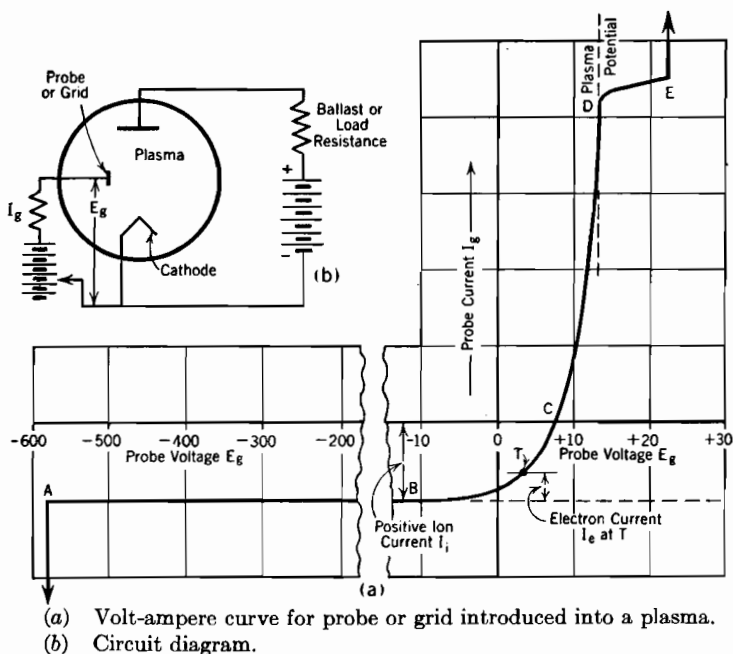 Probe
or Grid
Plasma
Ballast or
Load
Resistance
+
-
I_g
E_g
Cathode
(b)
Plasma
Potential
D
E
Probe Current I_g
C
-600 -500 -400 -300 -200 -10 0 +10 +20 +30
Probe Voltage E_g
Probe Voltage E_g
T
A
B
Positive Ion
Current I_i
Electron Current
I_e at T
(a)
(a) Volt-ampere curve for probe or grid introduced into a plasma.
(b) Circuit diagram.